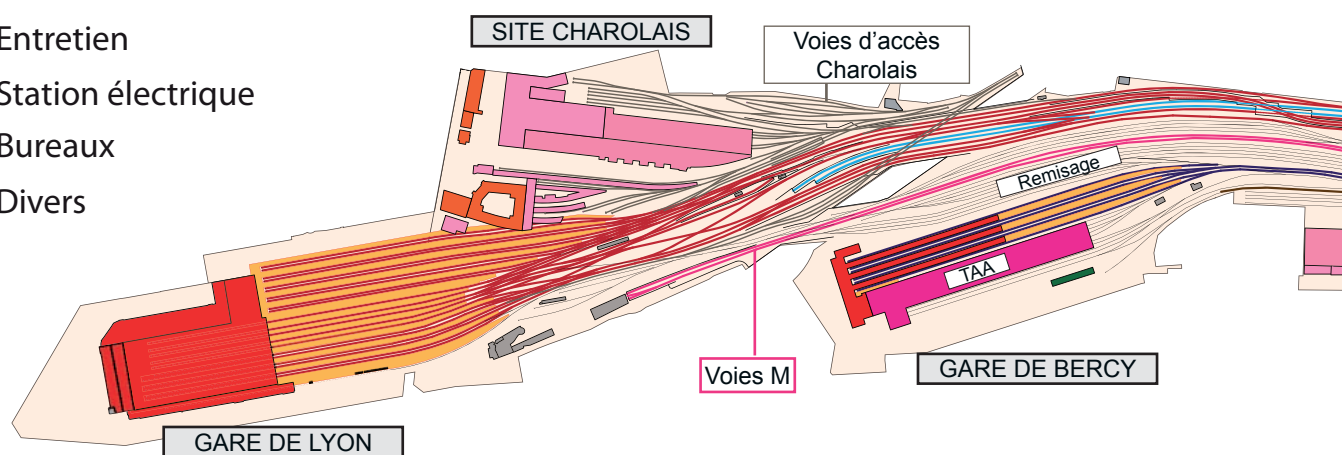 Entretien
Station électrique
Bureaux
Divers
SITE CHAROLAIS
Voies d'accès
Charolais
Remisage
TAA
Voies M
GARE DE BERCY
GARE DE LYON